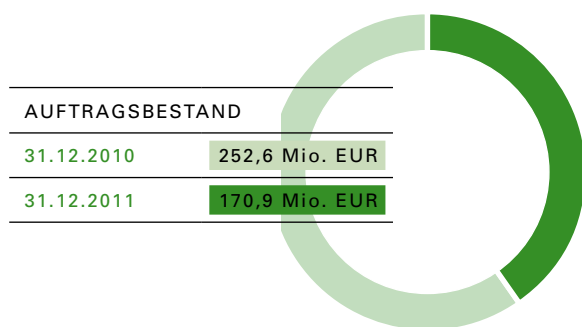 AUFTRAGSBESTAND
31.12.2010 252,6 Mio. EUR
31.12.2011 170,9 Mio. EUR